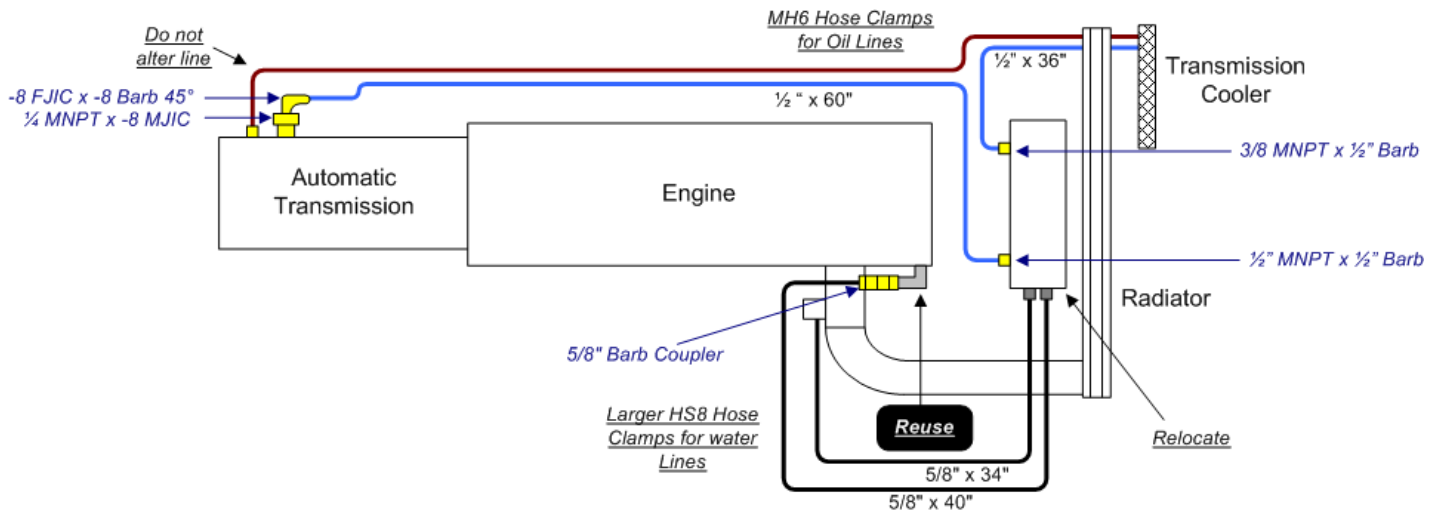 MH6 Hose Clamps
for Oil Lines
Do not
alter line
½” x 36"
Transmission
Cooler
-8 FJIC x -8 Barb 45°
¼ MNPT x -8 MJIC
½ “ x 60"
3/8 MNPT x ½” Barb
Automatic
Transmission
Engine
½” MNPT x ½” Barb
Radiator
5/8" Barb Coupler
Larger HS8 Hose
Clamps for water
Lines
Reuse
Relocate
5/8" x 34"
5/8" x 40"